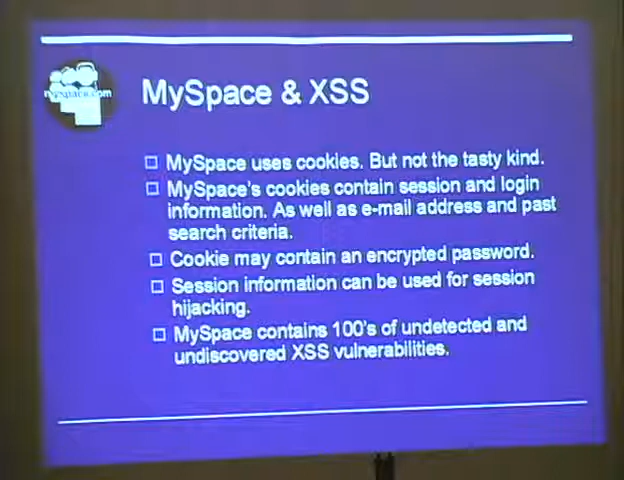 myspace.com
MySpace & XSS
MySpace uses cookies. But not the tasty kind.
MySpace's cookies contain session and login
information. As well as e-mail address and past
search criteria.
Cookie may contain an encrypted password.
Session information can be used for session
hijacking.
MySpace contains 100's of undetected and
undiscovered XSS vulnerabilities.